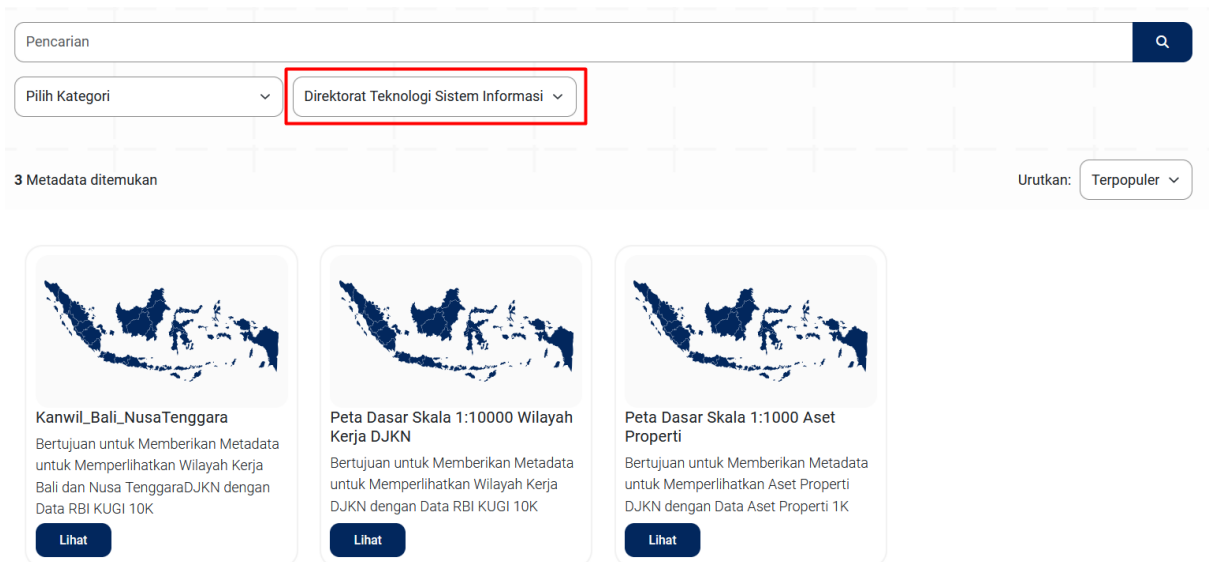 Pencarian
Pilih Kategori
Direktorat Teknologi Sistem Informasi
3 Metadata ditemukan
Urutkan:
Terpopuler
Kanwil_Bali_NusaTenggara
Bertujuan untuk Memberikan Metadata
untuk Memperlihatkan Wilayah Kerja
Bali dan Nusa TenggaraDJKN dengan
Data RBI KUGI 10K
Lihat
Peta Dasar Skala 1:10000 Wilayah
Kerja DJKN
Bertujuan untuk Memberikan Metadata
untuk Memperlihatkan Wilayah Kerja
DJKN dengan Data RBI KUGI 10K
Lihat
Peta Dasar Skala 1:1000 Aset
Properti
Bertujuan untuk Memberikan Metadata
untuk Memperlihatkan Aset Properti
DJKN dengan Data Aset Properti 1K
Lihat